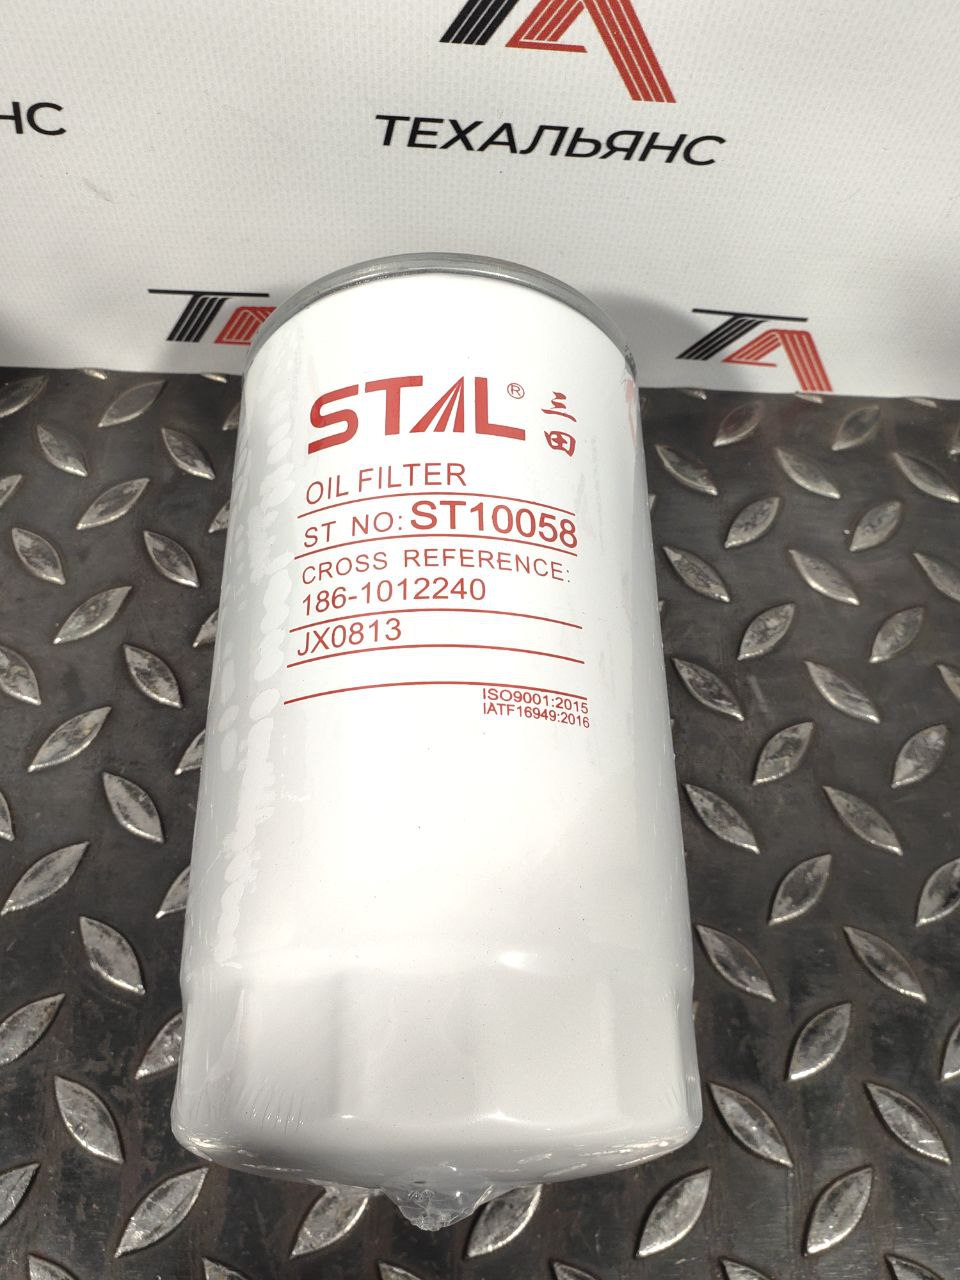 ТЕХАЛЬЯНС
НС
STAL® 三田
OIL FILTER
ST NO: ST10058
CROSS REFERENCE:
186-1012240
JX0813
ISO9001:2015
IATF16949:2016